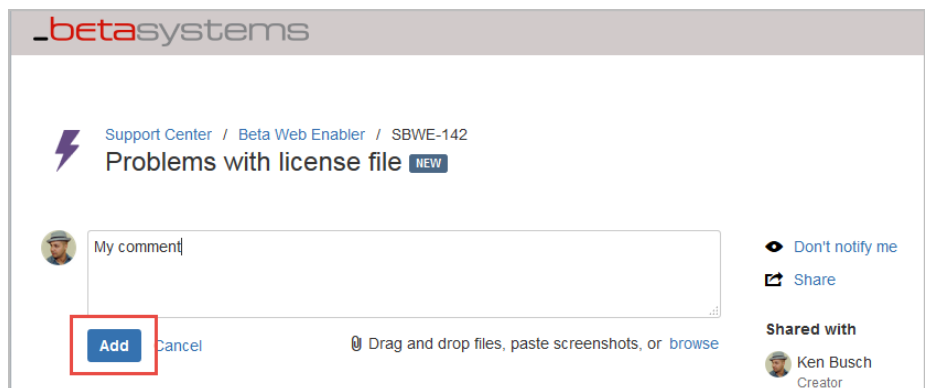 _betasystems
Support Center / Beta Web Enabler / SBWE-142
Problems with license file NEW
My comment
Don't notify me
Share
Add Cancel Drag and drop files, paste screenshots, or browse
Shared with
Ken Busch
Creator